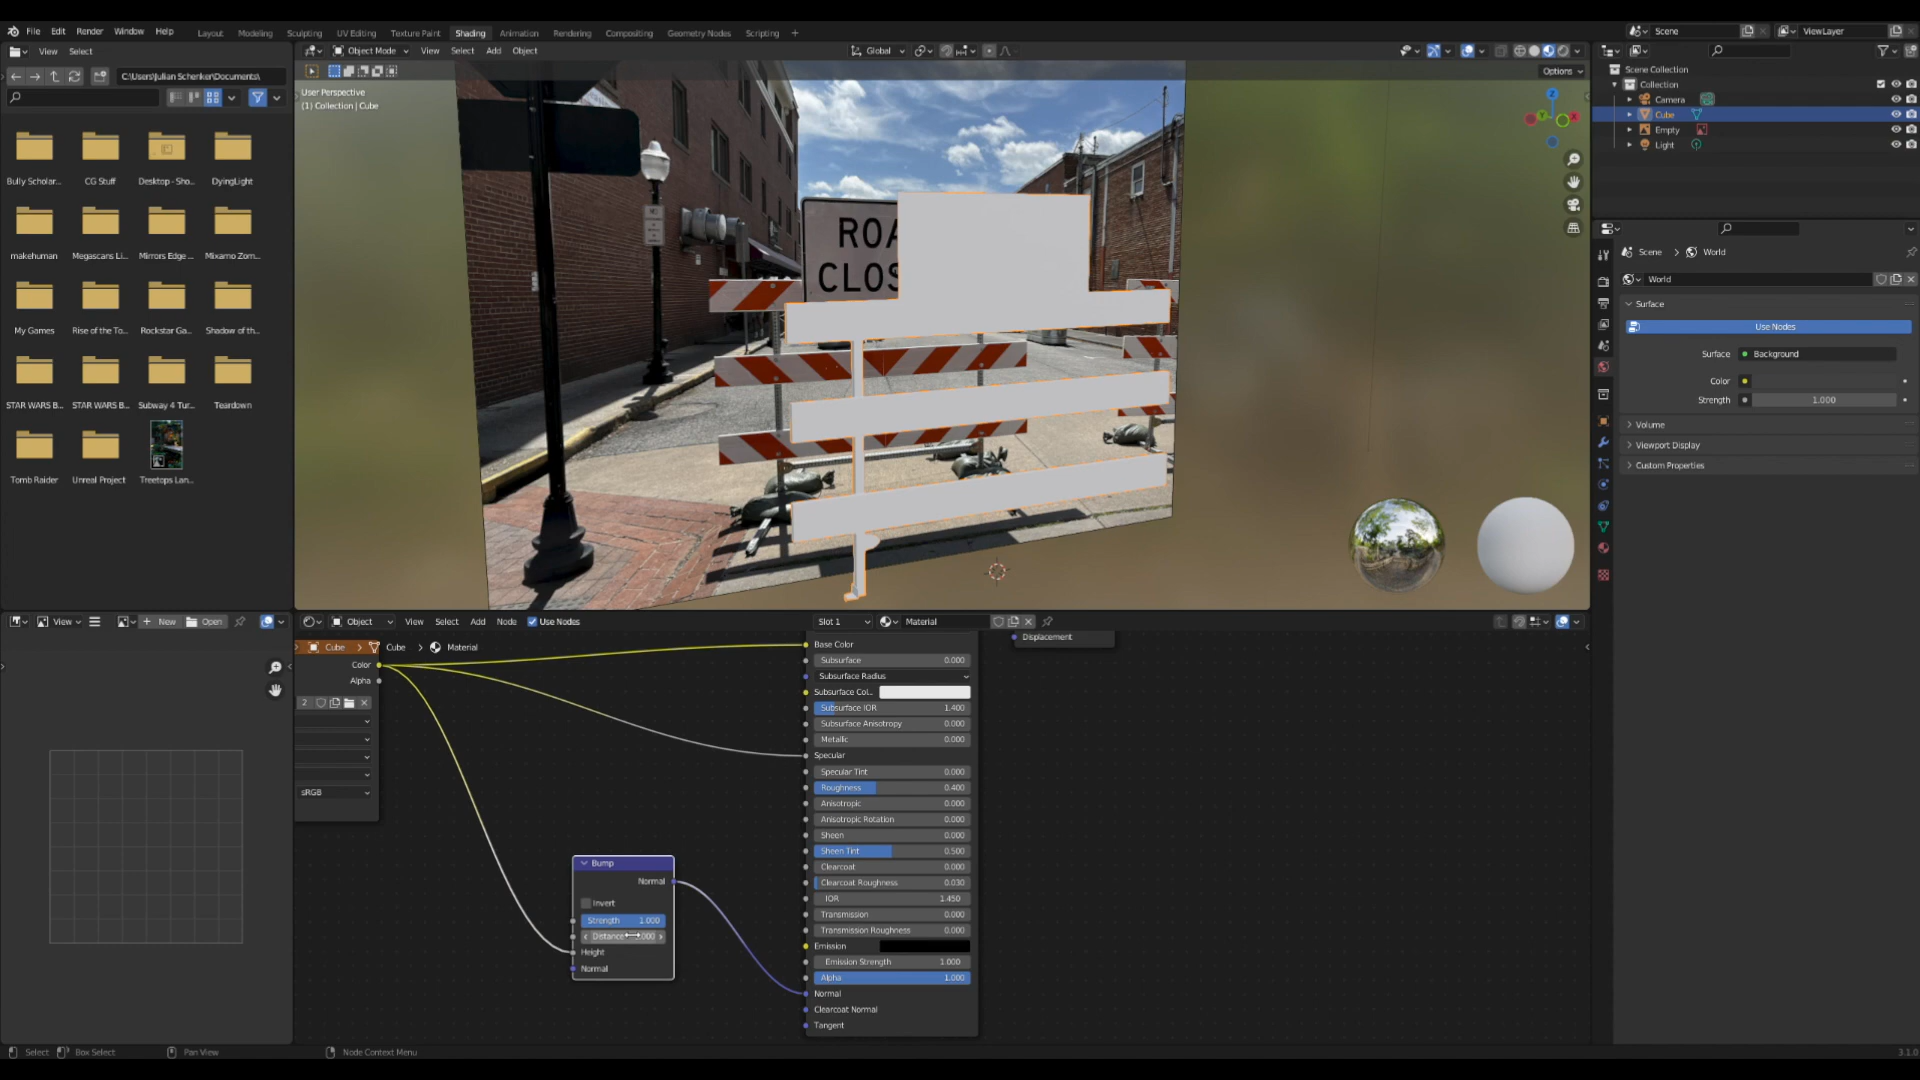 File Edit Render Window Help
Layout Modeling Sculpting UV Editing Texture Paint Shading Animation Rendering Compositing Geometry Nodes Scripting +
Scene
ViewLayer
View Select
Object Mode View Select Add Object
Global
C:\Users\Julian Schenker\Documents\
Options
User Perspective
(1) Collection | Cube
Z
Y
X
Scene Collection
Collection
Camera
Cube
Empty
Light
Bully Scholar...
CG Stuff
Desktop - Sho...
DyingLight
makehuman
Megascans Li...
Mirrors Edge ...
Mixamo Zom...
My Games
Rise of the To...
Rockstar Ga...
Shadow of th...
STAR WARS B...
STAR WARS B...
Subway 4 Tur...
Teardown
Tomb Raider
Unreal Project
Treetops Lan...
ROA
CLOS
Scene > World
World
Surface
Use Nodes
Surface Background
Color
Strength 1.000
Volume
Viewport Display
Custom Properties
View
New
Open
Object View Select Add Node Use Nodes
Slot 1
Material
Cube > Cube > Material
Color
Alpha
2
sRGB
Bump
Normal
Invert
Strength 1.000
Height
Normal
Displacement
Base Color
Subsurface 0.000
Subsurface Radius
Subsurface Col..
Subsurface IOR 1.400
Subsurface Anisotropy 0.000
Metallic 0.000
Specular
Specular Tint 0.000
Roughness 0.400
Anisotropic 0.000
Anisotropic Rotation 0.000
Sheen 0.000
Sheen Tint 0.500
Clearcoat 0.000
Clearcoat Roughness 0.030
IOR 1.450
Transmission 0.000
Transmission Roughness 0.000
Emission
Emission Strength 1.000
Alpha 1.000
Normal
Clearcoat Normal
Tangent
Select
Box Select
Pan View
Node Context Menu
3.1.0